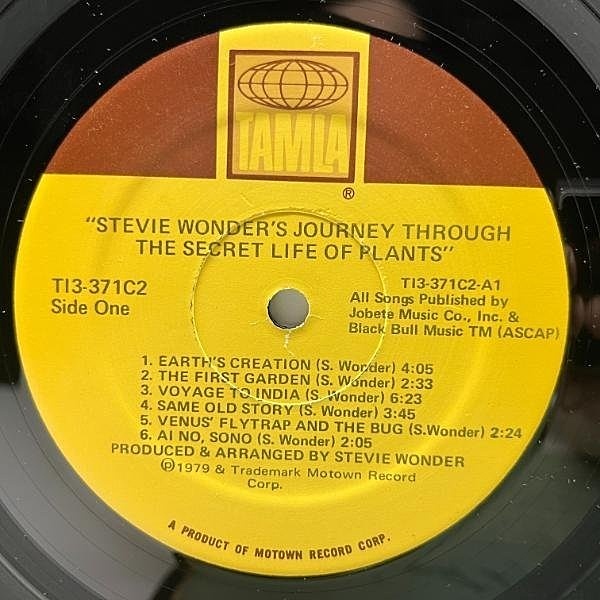 TAMLA
®
"STEVIE WONDER'S JOURNEY THROUGH
THE SECRET LIFE OF PLANTS"
T13-371C2
Side One
T13-371C2-A1
All Songs Published by
Jobete Music Co., Inc. &
Black Bull Music TM (ASCAP)
1. EARTH'S CREATION (S. Wonder) 4:05
2. THE FIRST GARDEN (S. Wonder) 2:33
3. VOYAGE TO INDIA (S. Wonder) 6:23
4. SAME OLD STORY (S. Wonder) 3:45
5. VENUS' FLYTRAP AND THE BUG (S.Wonder) 2:24
6. AI NO, SONO (S. Wonder) 2:05
PRODUCED & ARRANGED BY STEVIE WONDER
℗1979 & Trademark Motown Record
Corp.
A PRODUCT OF MOTOWN RECORD CORP.